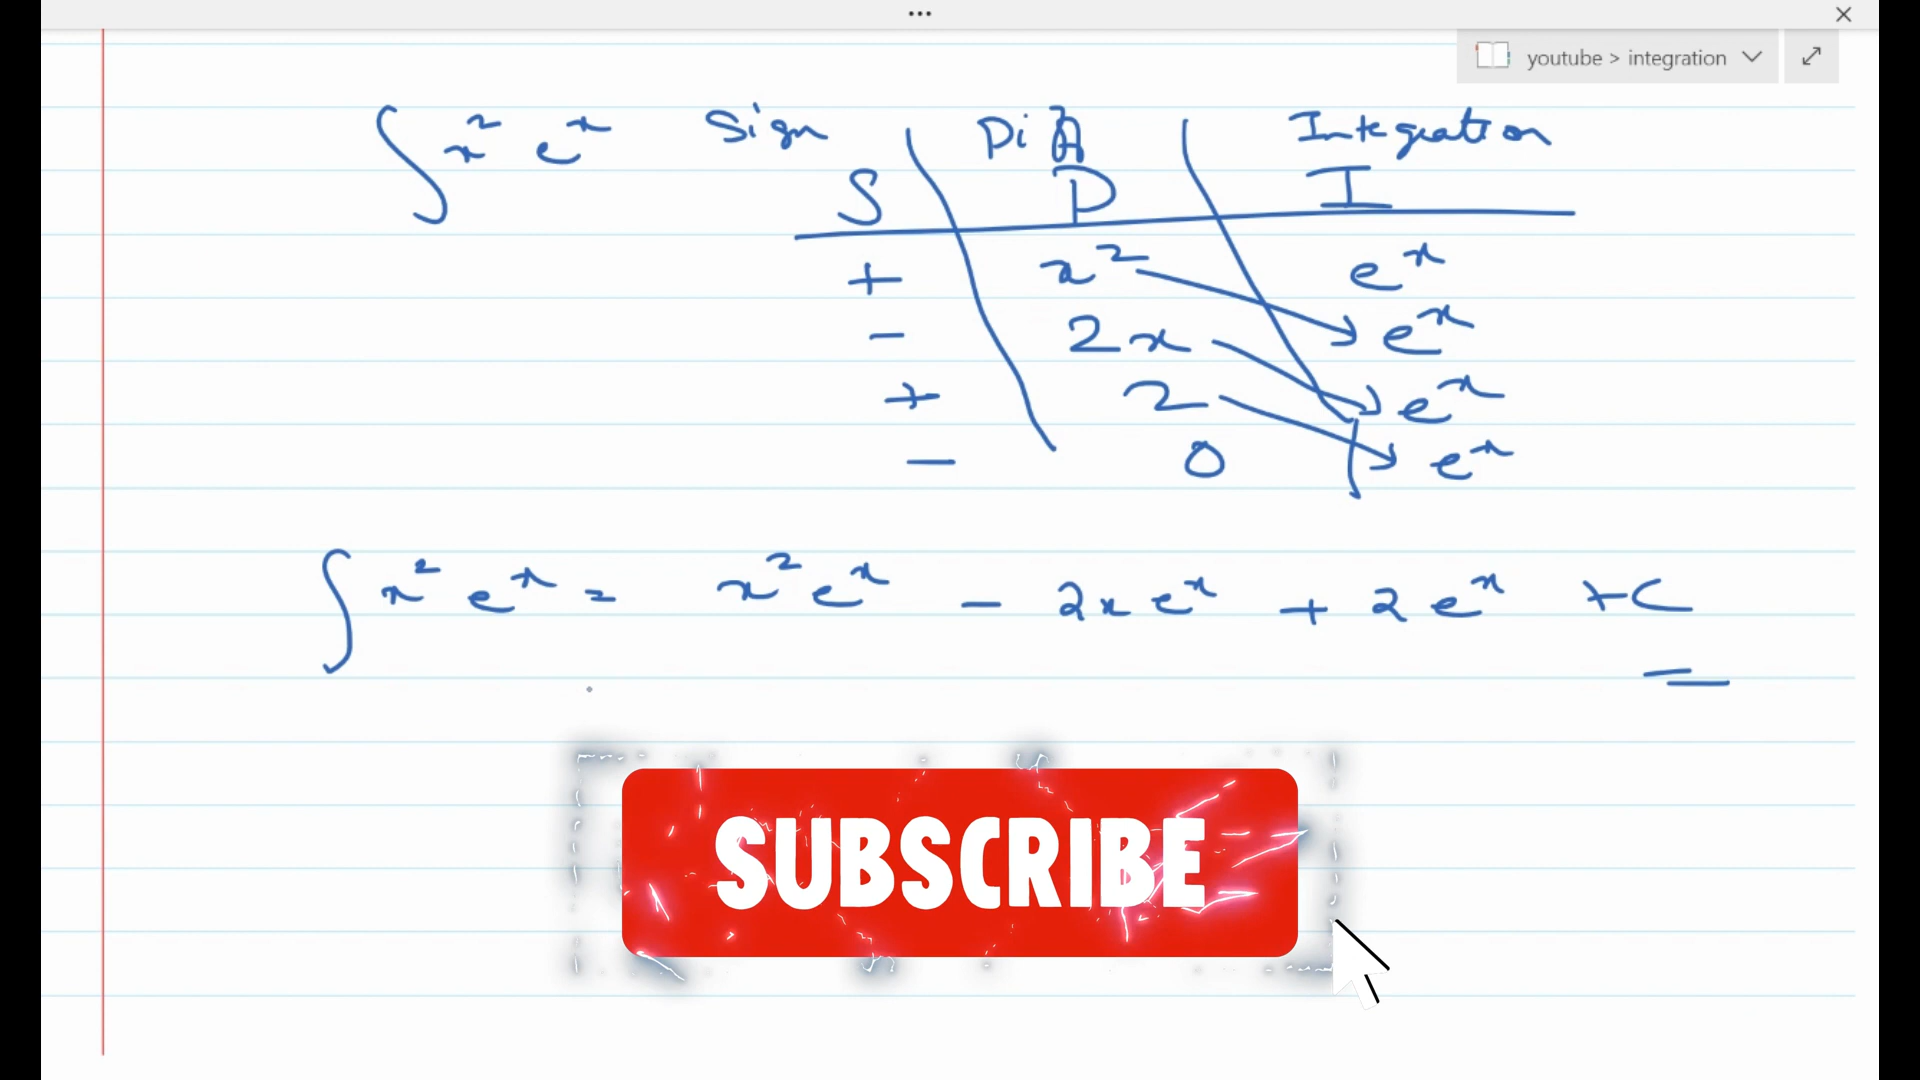 youtube > integration
∫ x² eˣ Sign Diff Integration
S D I
+ x² eˣ
− 2x eˣ
+ 2 eˣ
− 0 eˣ
∫ x² eˣ = x² eˣ − 2x eˣ + 2 eˣ + C
SUBSCRIBE